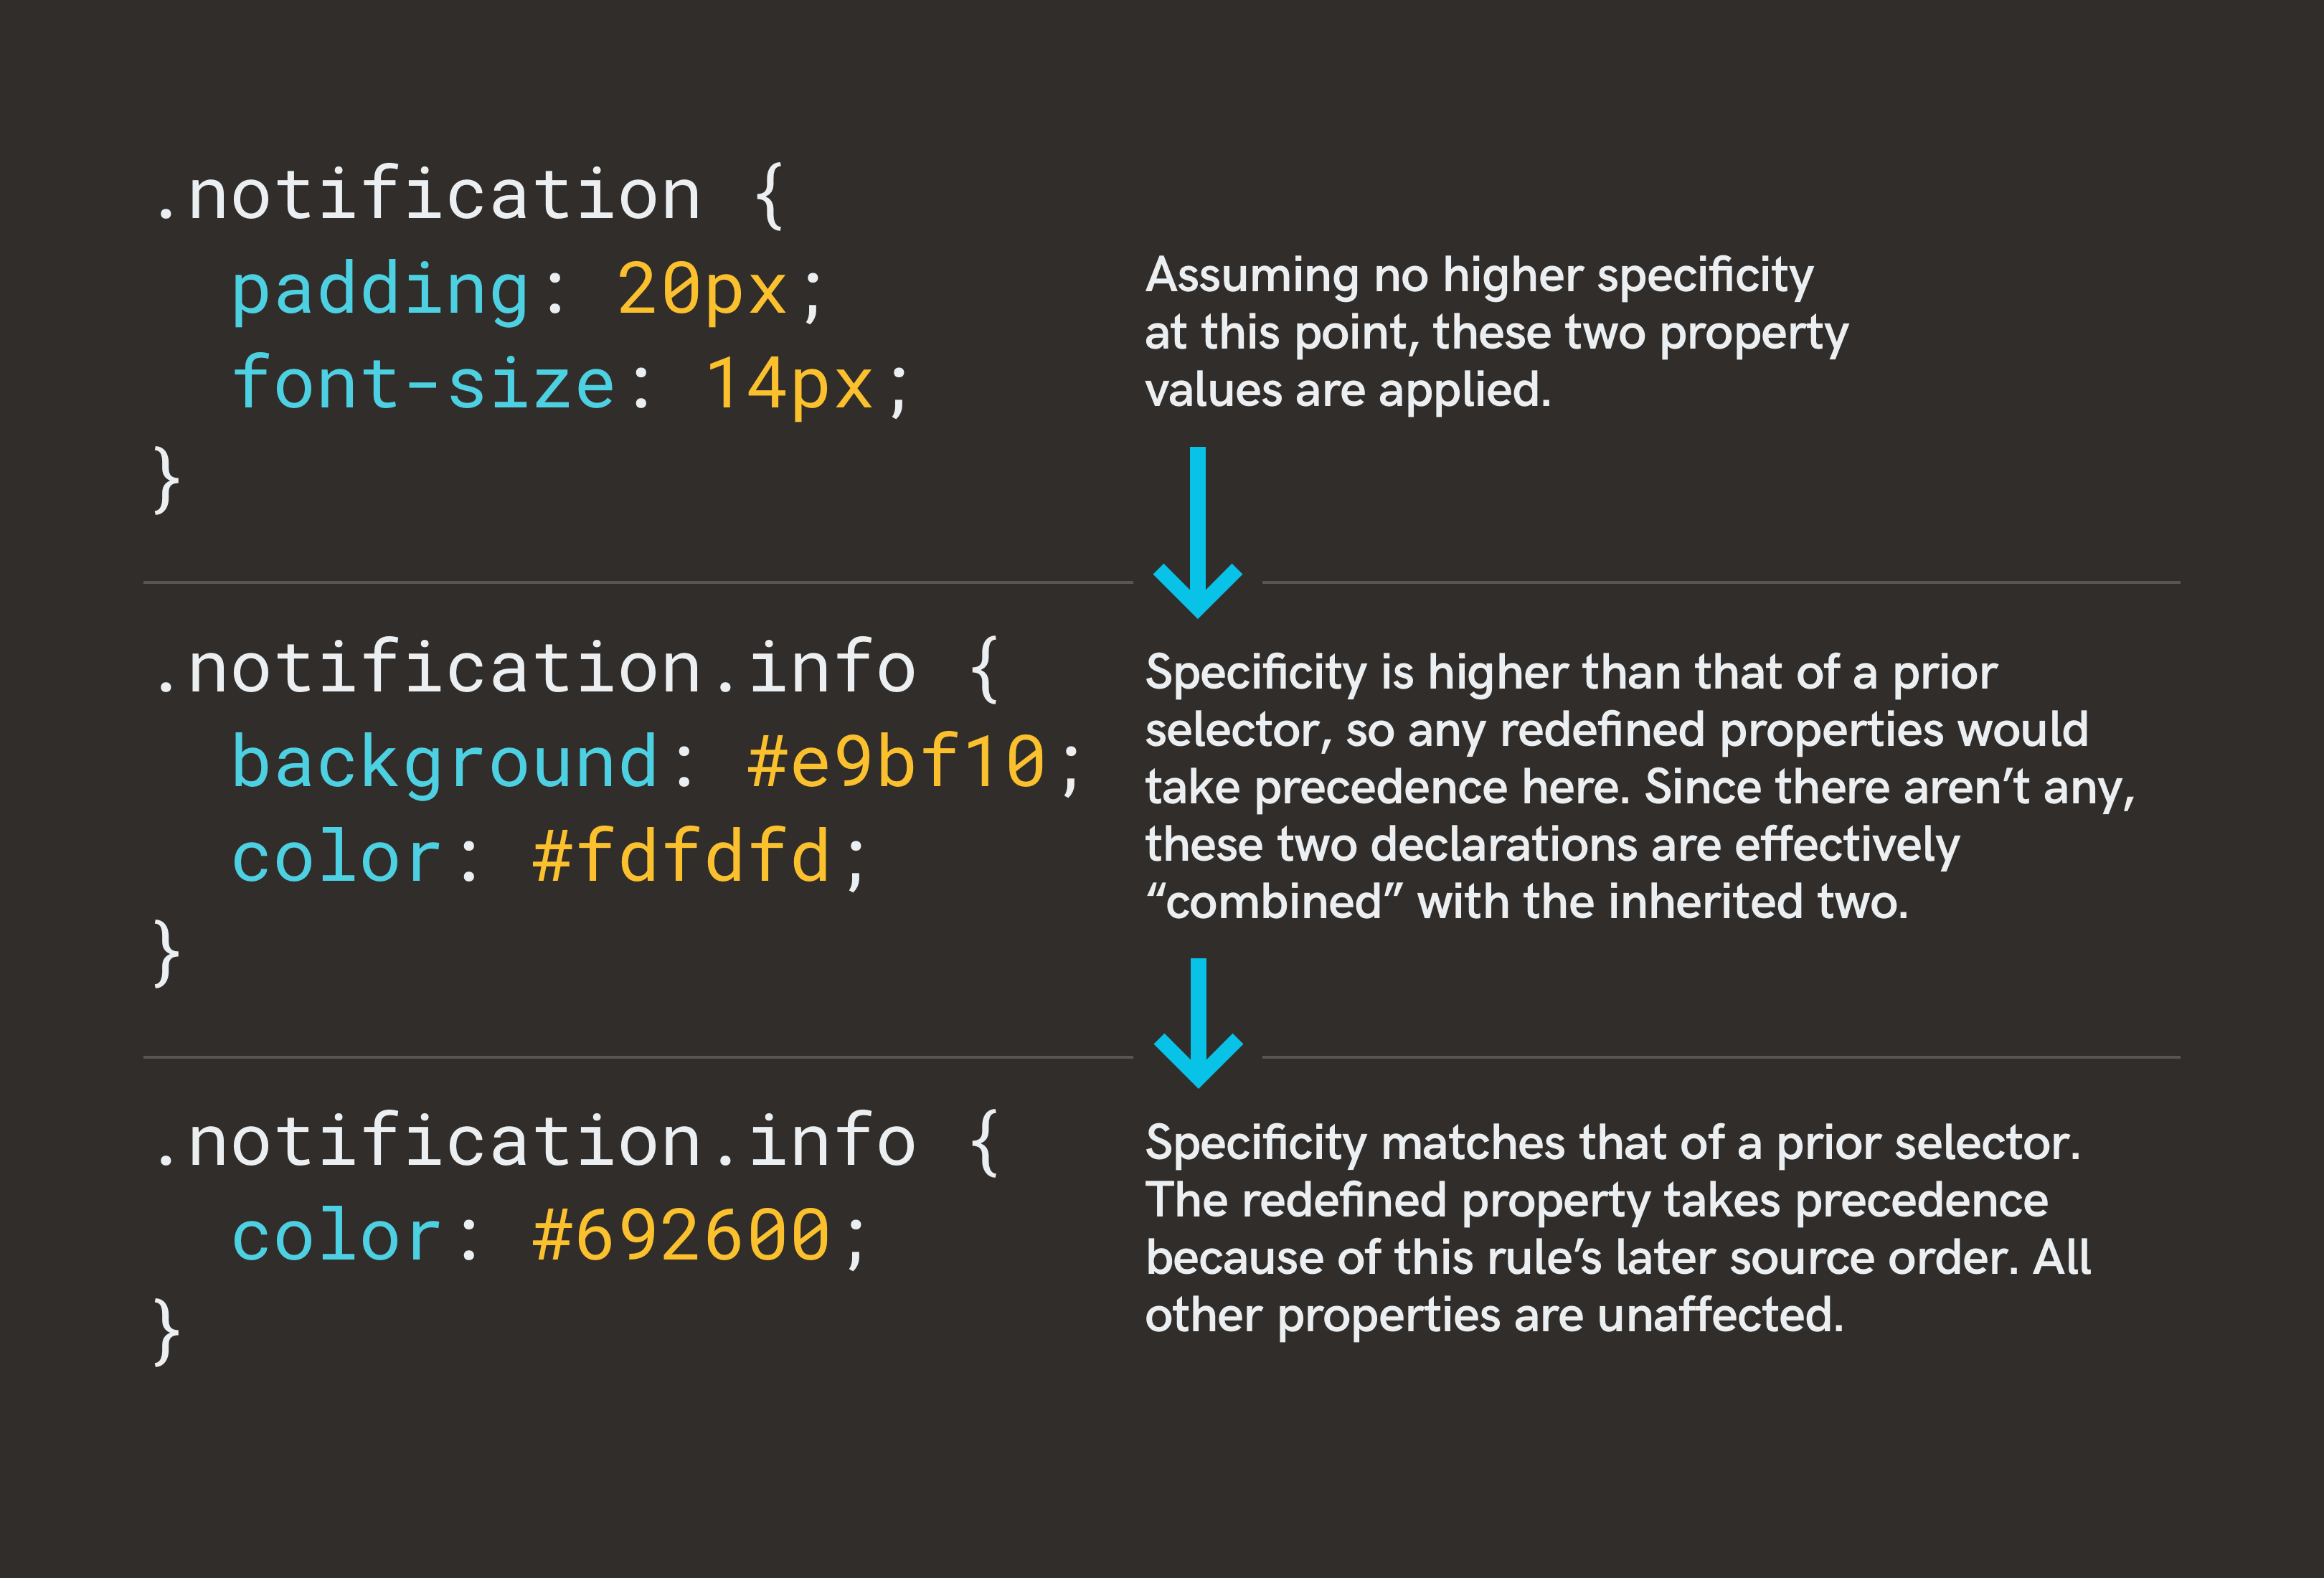 .notification {
padding: 20px;
font-size: 14px;
}
Assuming no higher specificity
at this point, these two property
values are applied.
.notification.info {
background: #e9bf10;
color: #fdfdfd;
}
Specificity is higher than that of a prior
selector, so any redefined properties would
take precedence here. Since there aren’t any,
these two declarations are effectively
“combined” with the inherited two.
.notification.info {
color: #692600;
}
Specificity matches that of a prior selector.
The redefined property takes precedence
because of this rule’s later source order. All
other properties are unaffected.